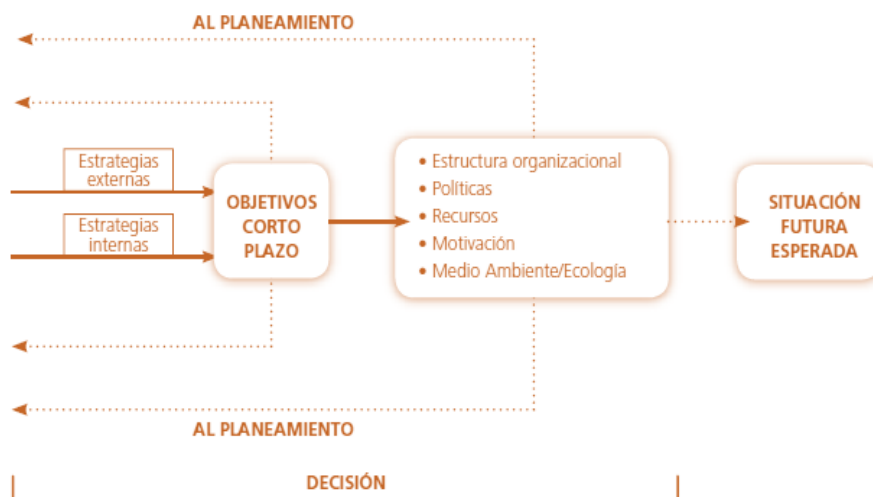 AL PLANEAMIENTO
Estrategias
externas
Estrategias
internas
OBJETIVOS
CORTO
PLAZO
• Estructura organizacional
• Políticas
• Recursos
• Motivación
• Medio Ambiente/Ecología
SITUACIÓN
FUTURA
ESPERADA
AL PLANEAMIENTO
DECISIÓN